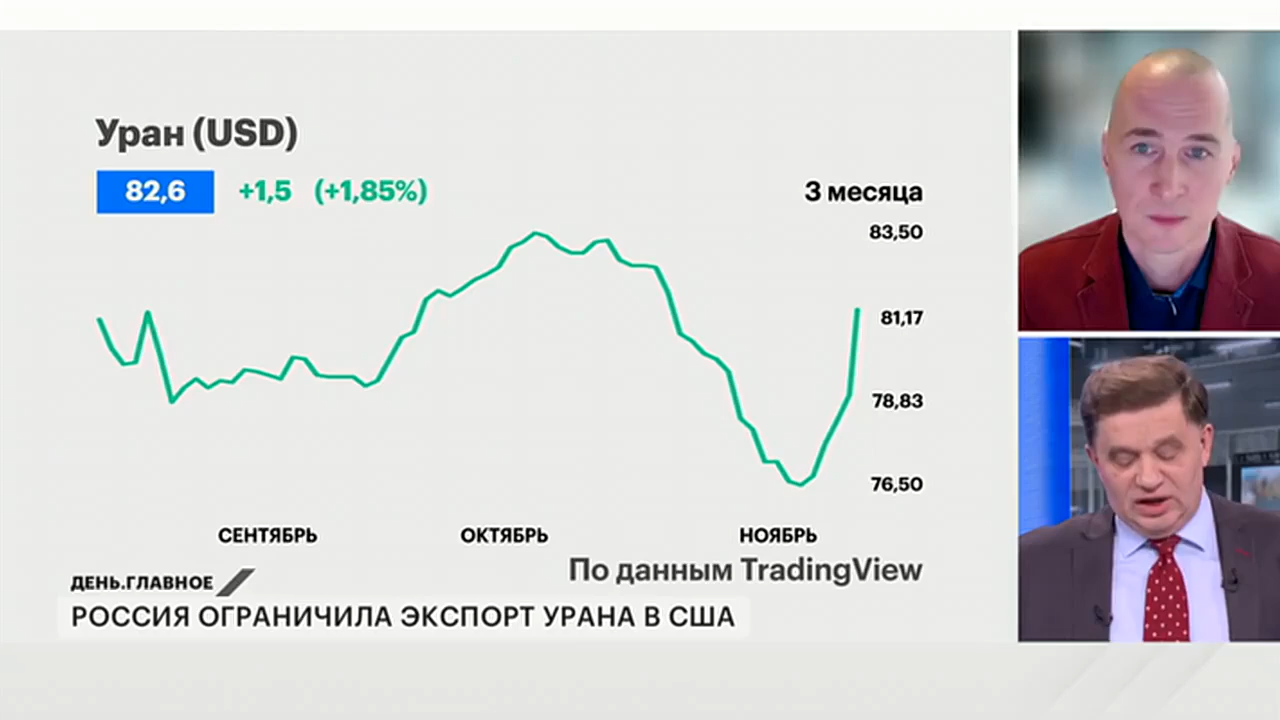 Уран (USD)
82,6 +1,5 (+1,85%)
3 месяца
83,50
81,17
78,83
76,50
СЕНТЯБРЬ ОКТЯБРЬ НОЯБРЬ
По данным TradingView
ДЕНЬ.ГЛАВНОЕ
РОССИЯ ОГРАНИЧИЛА ЭКСПОРТ УРАНА В США